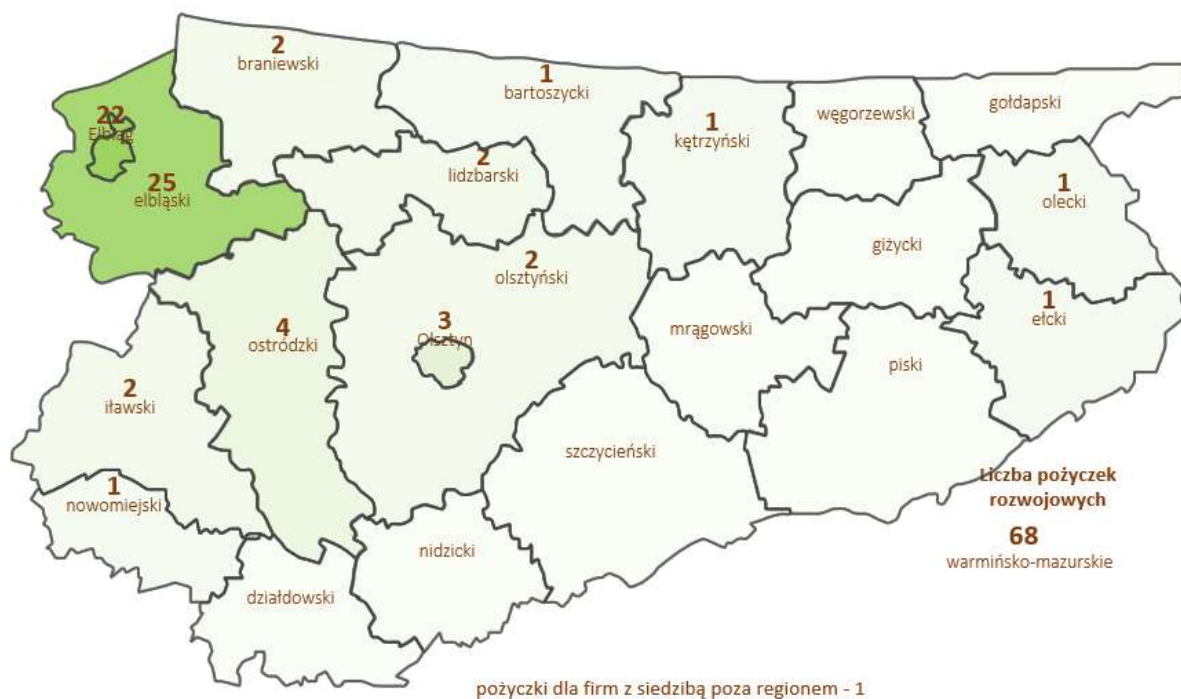 2
braniewski
1
bartoszycki
22
Elbląg
25
elbląski
2
lidzbarski
1
kętrzyński
węgorzewski
gołdapski
1
olecki
giżycki
2
olsztyński
3
Olsztyn
4
ostródzki
mrągowski
1
ełcki
piski
2
iławski
szczycieński
1
nowomiejski
nidzicki
działdowski
Liczba pożyczek
rozwojowych
68
warmińsko-mazurskie
pożyczki dla firm z siedzibą poza regionem - 1